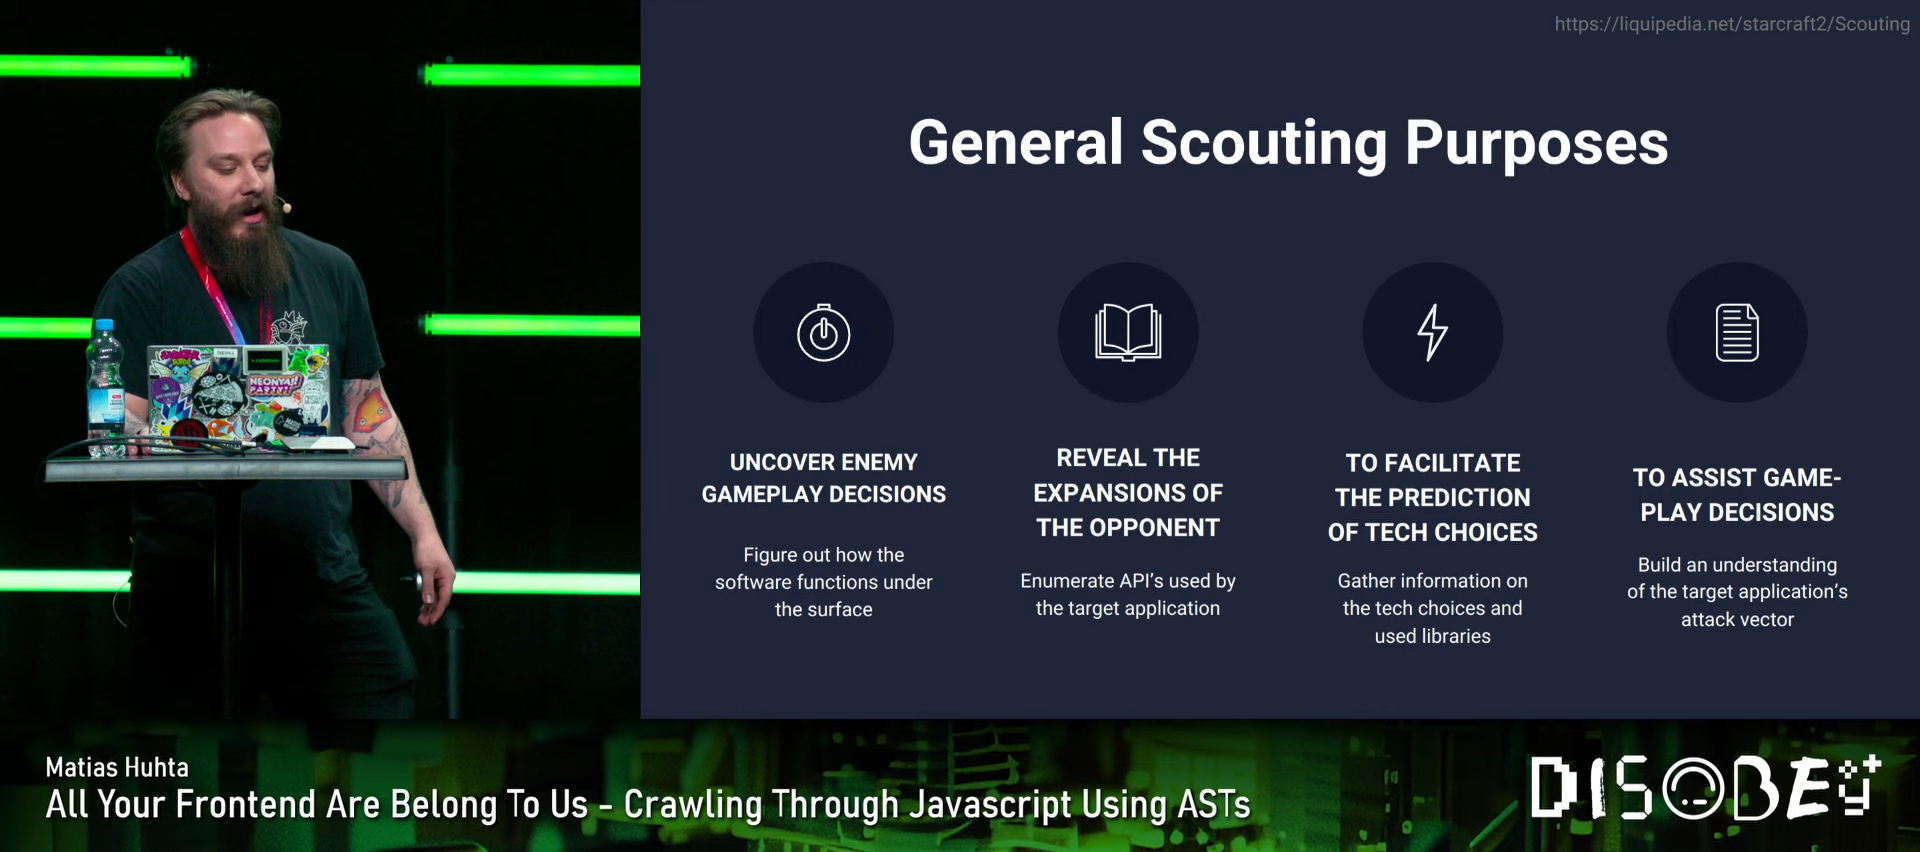 https://liquipedia.net/starcraft2/Scouting
General Scouting Purposes
UNCOVER ENEMY
GAMEPLAY DECISIONS
Figure out how the
software functions under
the surface
REVEAL THE
EXPANSIONS OF
THE OPPONENT
Enumerate API's used by
the target application
TO FACILITATE
THE PREDICTION
OF TECH CHOICES
Gather information on
the tech choices and
used libraries
TO ASSIST GAME-
PLAY DECISIONS
Build an understanding
of the target application's
attack vector
NEONYAH
PARTY!
Matias Huhta
All Your Frontend Are Belong To Us - Crawling Through Javascript Using ASTs
DISOBEY